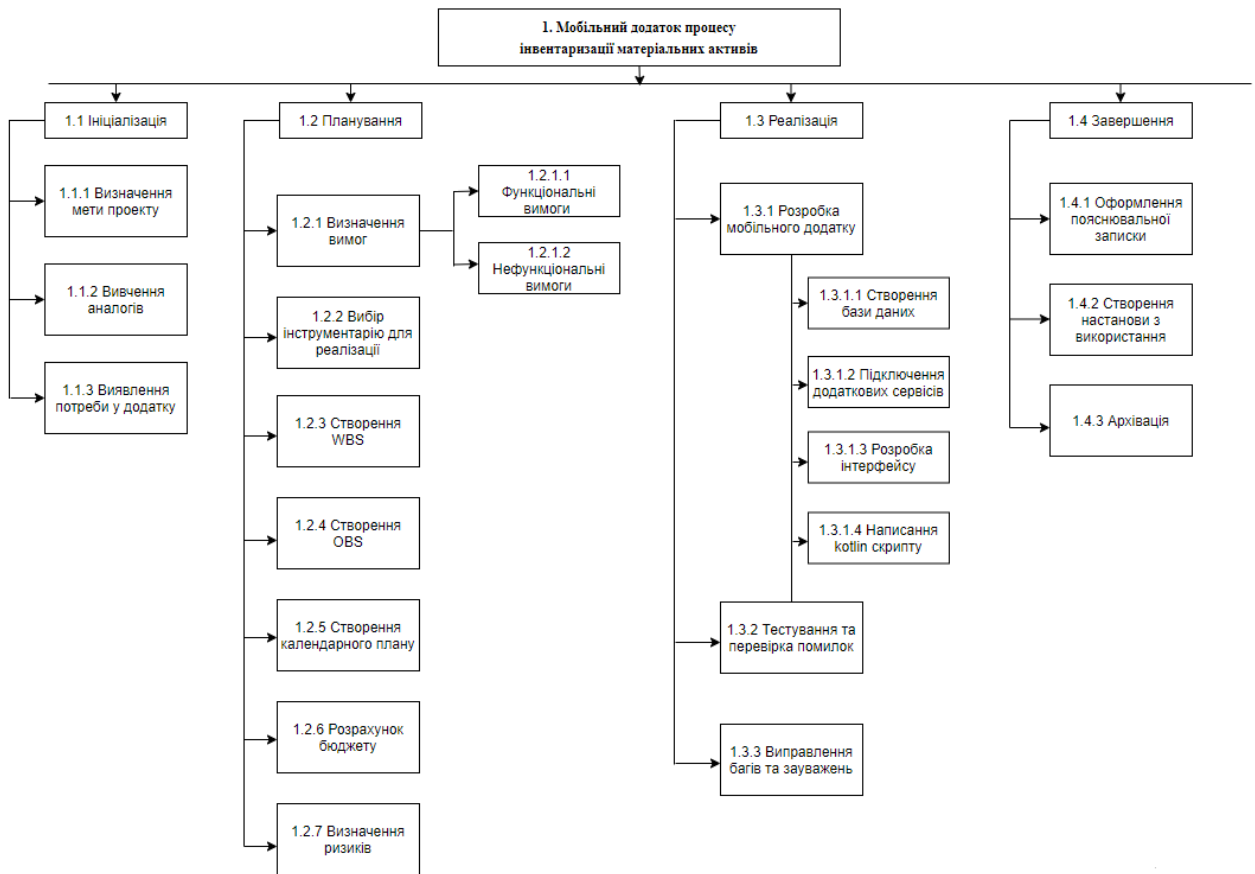 1. Мобільний додаток процесу
інвентаризації матеріальних активів
1.1 Ініціалізація
1.1.1 Визначення
мети проекту
1.1.2 Вивчення
аналогів
1.1.3 Виявлення
потреби у додатку
1.2 Планування
1.2.1 Визначення
вимог
1.2.1.1
Функціональні
вимоги
1.2.1.2
Нефункціональні
вимоги
1.2.2 Вибір
інструментарію для
реалізації
1.2.3 Створення
WBS
1.2.4 Створення
OBS
1.2.5 Створення
календарного плану
1.2.6 Розрахунок
бюджету
1.2.7 Визначення
ризиків
1.3 Реалізація
1.3.1 Розробка
мобільного додатку
1.3.1.1 Створення
бази даних
1.3.1.2 Підключення
додаткових сервісів
1.3.1.3 Розробка
інтерфейсу
1.3.1.4 Написання
kotlin скрипту
1.3.2 Тестування та
перевірка помилок
1.3.3 Виправлення
багів та зауважень
1.4 Завершення
1.4.1 Оформлення
пояснювальної
записки
1.4.2 Створення
настанови з
використання
1.4.3 Архівація